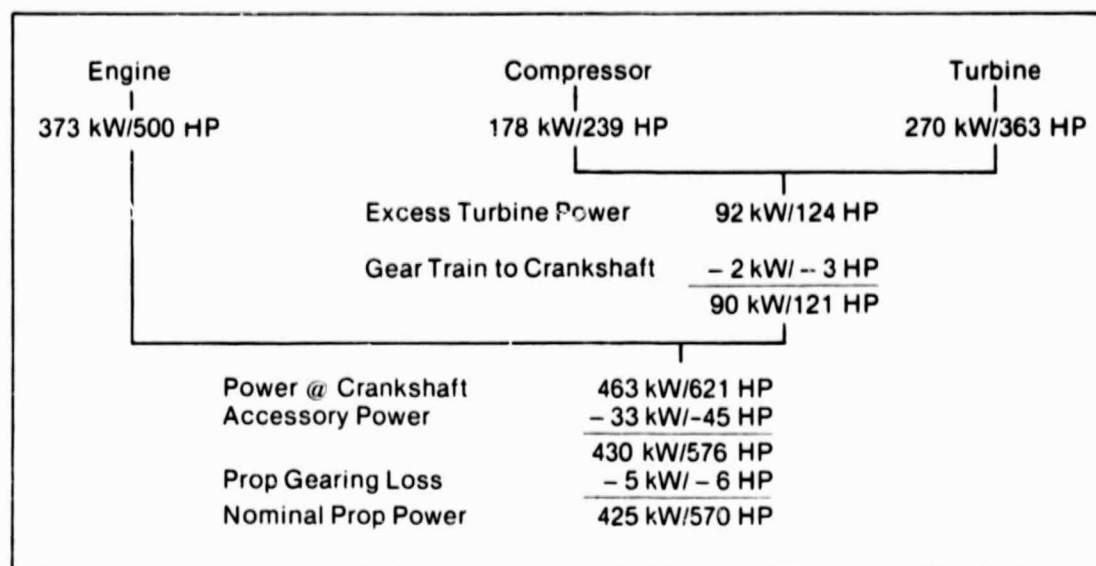 Engine Compressor Turbine
373 kW/500 HP 178 kW/239 HP 270 kW/363 HP
Excess Turbine Power 92 kW/124 HP
Gear Train to Crankshaft - 2 kW/ -- 3 HP
90 kW/121 HP
Power @ Crankshaft 463 kW/621 HP
Accessory Power - 33 kW/-45 HP
430 kW/576 HP
Prop Gearing Loss - 5 kW/ - 6 HP
Nominal Prop Power 425 kW/570 HP